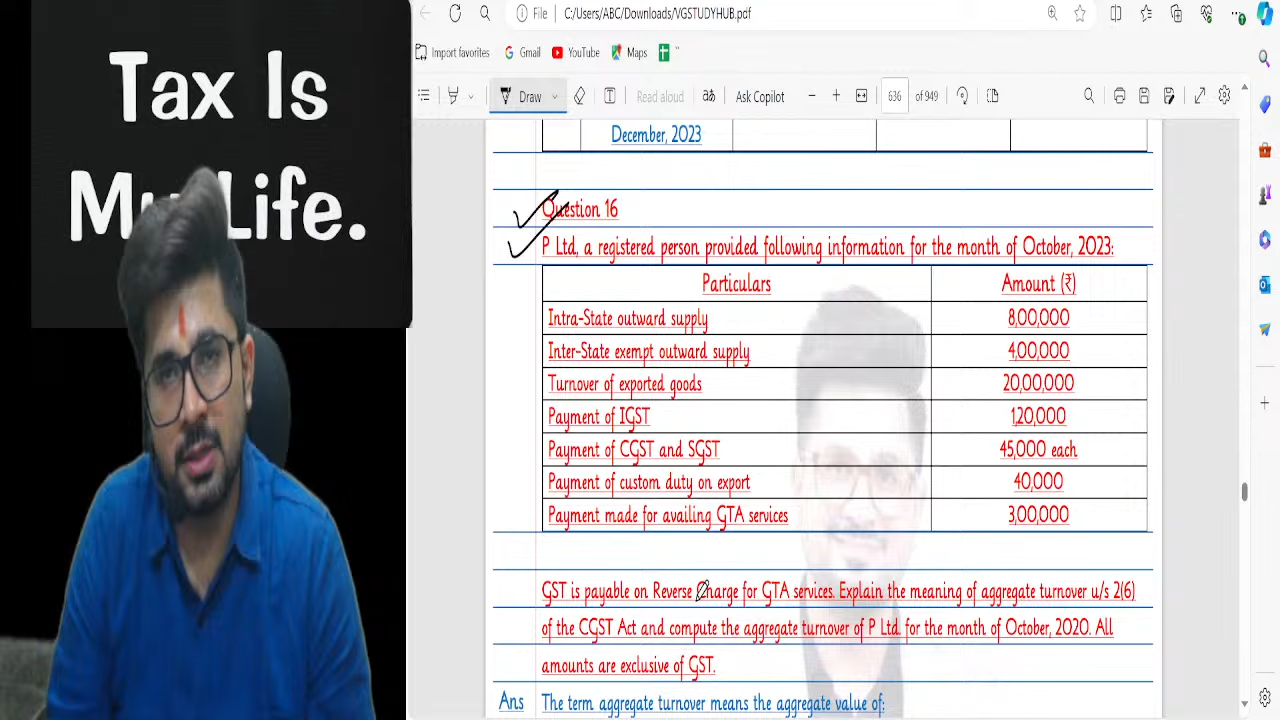 Tax Is
My Life.
File C:/Users/ABC/Downloads/VGSTUDYHUB.pdf
Import favorites Gmail YouTube Maps
Draw Read aloud Ask Copilot 636 of 949
December, 2023
Question 16
P Ltd, a registered person provided following information for the month of October, 2023:
Particulars Amount (₹)
Intra-State outward supply 8,00,000
Inter-State exempt outward supply 4,00,000
Turnover of exported goods 20,00,000
Payment of IGST 1,20,000
Payment of CGST and SGST 45,000 each
Payment of custom duty on export 40,000
Payment made for availing GTA services 3,00,000
GST is payable on Reverse Charge for GTA services. Explain the meaning of aggregate turnover u/s 2(6)
of the CGST Act and compute the aggregate turnover of P Ltd. for the month of October, 2020. All
amounts are exclusive of GST.
Ans The term aggregate turnover means the aggregate value of: